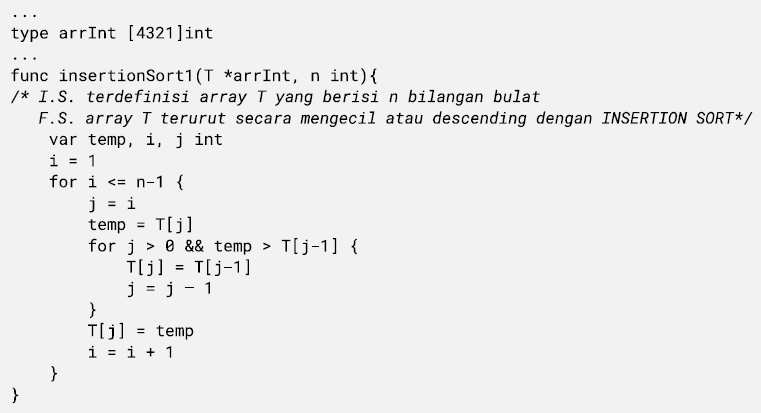 ...
type arrInt [4321]int
...
func insertionSort1(T *arrInt, n int){
/* I.S. terdefinisi array T yang berisi n bilangan bulat
   F.S. array T terurut secara mengecil atau descending dengan INSERTION SORT*/
    var temp, i, j int
    i = 1
    for i <= n-1 {
        j = i
        temp = T[j]
        for j > 0 && temp > T[j-1] {
            T[j] = T[j-1]
            j = j - 1
        }
        T[j] = temp
        i = i + 1
    }
}